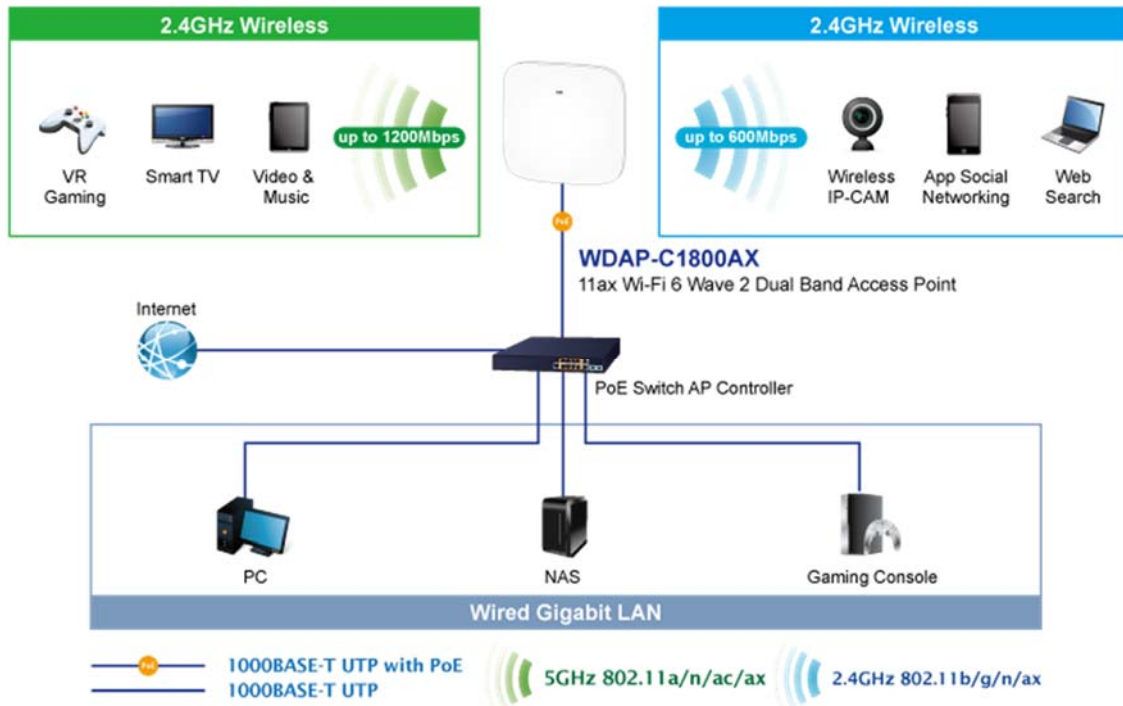 2.4GHz Wireless
VR
Gaming
Smart TV
Video &
Music
up to 1200Mbps
2.4GHz Wireless
up to 600Mbps
Wireless
IP-CAM
App Social
Networking
Web
Search
PoE
WDAP-C1800AX
11ax Wi-Fi 6 Wave 2 Dual Band Access Point
Internet
PoE Switch AP Controller
PC
NAS
Gaming Console
Wired Gigabit LAN
PoE
1000BASE-T UTP with PoE
1000BASE-T UTP
5GHz 802.11a/n/ac/ax
2.4GHz 802.11b/g/n/ax